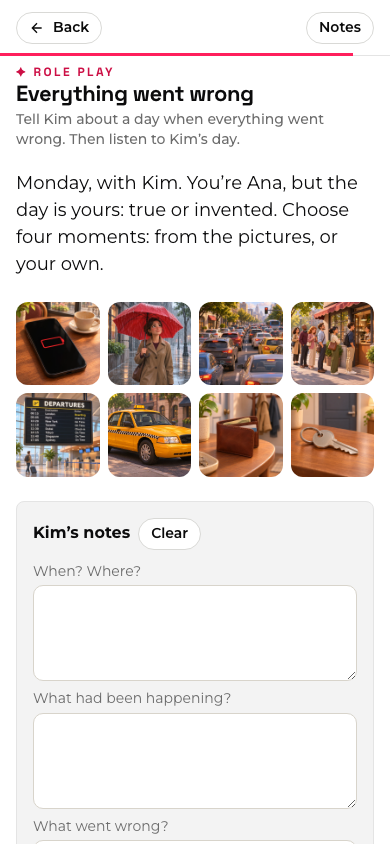 Back
Notes
ROLE PLAY
Everything went wrong
Tell Kim about a day when everything went
wrong. Then listen to Kim's day.
Monday, with Kim. You're Ana, but the
day is yours: true or invented. Choose
four moments: from the pictures, or
your own.
DEPARTURES
Kim's notes
Clear
When? Where?
What had been happening?
What went wrong?